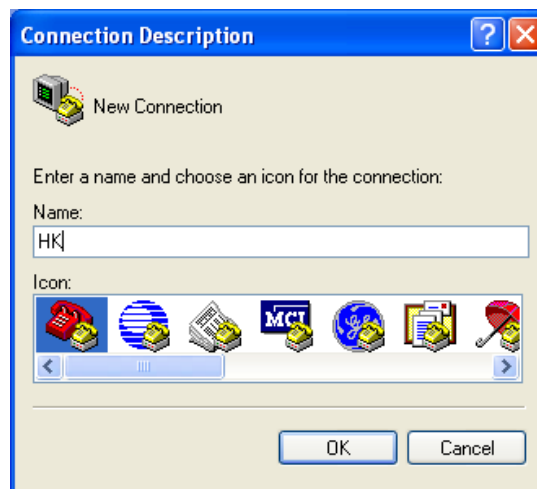 Connection Description
New Connection
Enter a name and choose an icon for the connection:
Name:
HK
Icon:
MCI
OK Cancel